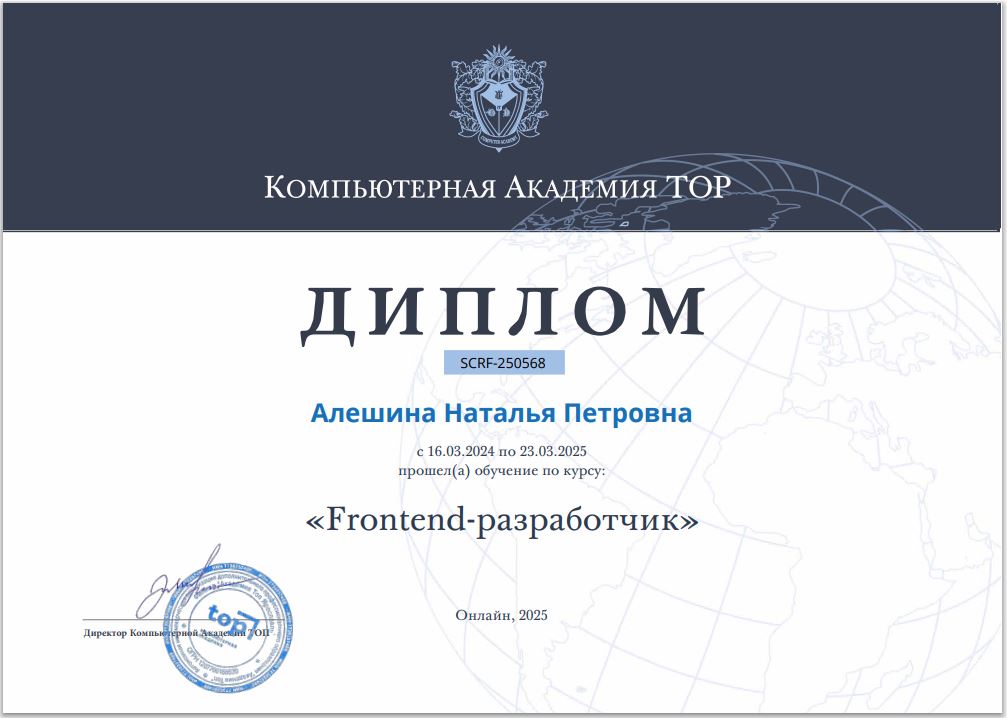 COMPUTER ACADEMY
Компьютерная Академия TOP
ДИПЛОМ
SCRF-250568
Алешина Наталья Петровна
с 16.03.2024 по 23.03.2025
прошел(а) обучение по курсу:
«Frontend-разработчик»
Онлайн, 2025
Директор Компьютерной Академии ТОП
top